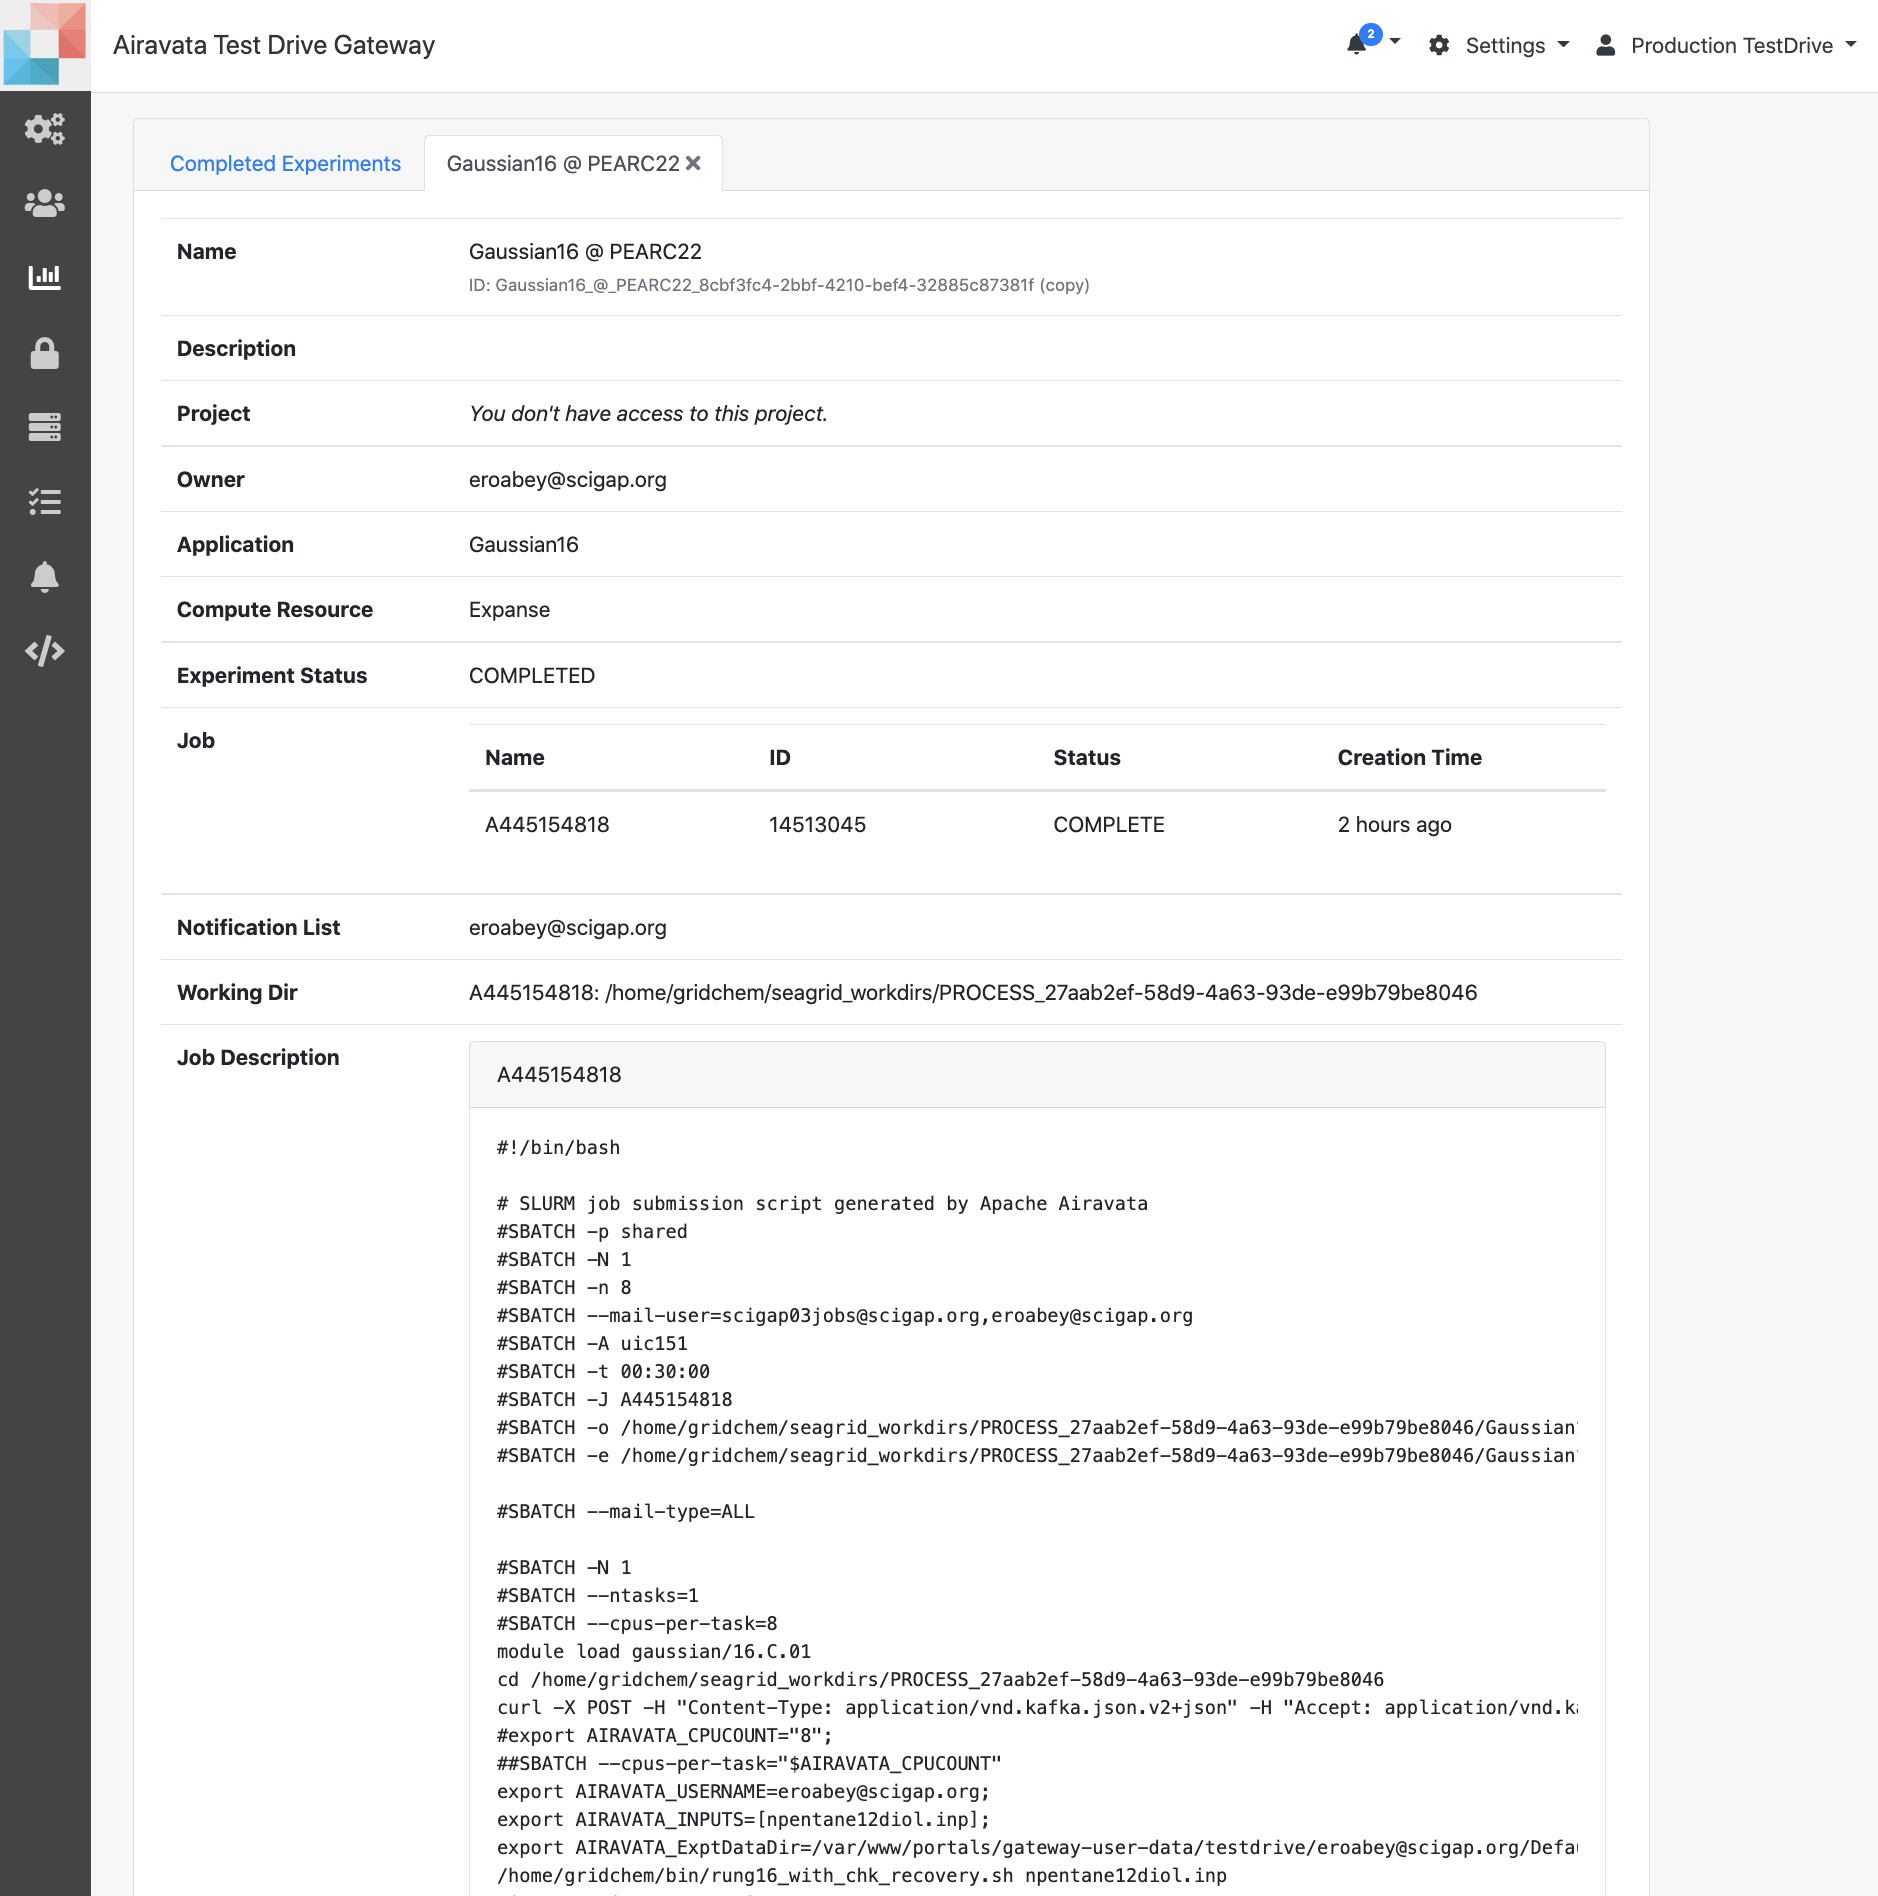 Airavata Test Drive Gateway
2
Settings
Production TestDrive
Completed Experiments
Gaussian16 @ PEARC22
Name
Gaussian16 @ PEARC22
ID: Gaussian16_@_PEARC22_8cbf3fc4-2bbf-4210-bef4-32885c87381f (copy)
Description
Project
You don't have access to this project.
Owner
eroabey@scigap.org
Application
Gaussian16
Compute Resource
Expanse
Experiment Status
COMPLETED
Job
Name ID Status Creation Time
A445154818 14513045 COMPLETE 2 hours ago
Notification List
eroabey@scigap.org
Working Dir
A445154818: /home/gridchem/seagrid_workdirs/PROCESS_27aab2ef-58d9-4a63-93de-e99b79be8046
Job Description
A445154818
#!/bin/bash
# SLURM job submission script generated by Apache Airavata
#SBATCH -p shared
#SBATCH -N 1
#SBATCH -n 8
#SBATCH --mail-user=scigap03jobs@scigap.org,eroabey@scigap.org
#SBATCH -A uic151
#SBATCH -t 00:30:00
#SBATCH -J A445154818
#SBATCH -o /home/gridchem/seagrid_workdirs/PROCESS_27aab2ef-58d9-4a63-93de-e99b79be8046/Gaussian
#SBATCH -e /home/gridchem/seagrid_workdirs/PROCESS_27aab2ef-58d9-4a63-93de-e99b79be8046/Gaussian
#SBATCH --mail-type=ALL
#SBATCH -N 1
#SBATCH --ntasks=1
#SBATCH --cpus-per-task=8
module load gaussian/16.C.01
cd /home/gridchem/seagrid_workdirs/PROCESS_27aab2ef-58d9-4a63-93de-e99b79be8046
curl -X POST -H "Content-Type: application/vnd.kafka.json.v2+json" -H "Accept: application/vnd.k
#export AIRAVATA_CPUCOUNT="8";
##SBATCH --cpus-per-task="$AIRAVATA_CPUCOUNT"
export AIRAVATA_USERNAME=eroabey@scigap.org;
export AIRAVATA_INPUTS=[npentane12diol.inp];
export AIRAVATA_ExptDataDir=/var/www/portals/gateway-user-data/testdrive/eroabey@scigap.org/Defa
/home/gridchem/bin/rung16_with_chk_recovery.sh npentane12diol.inp